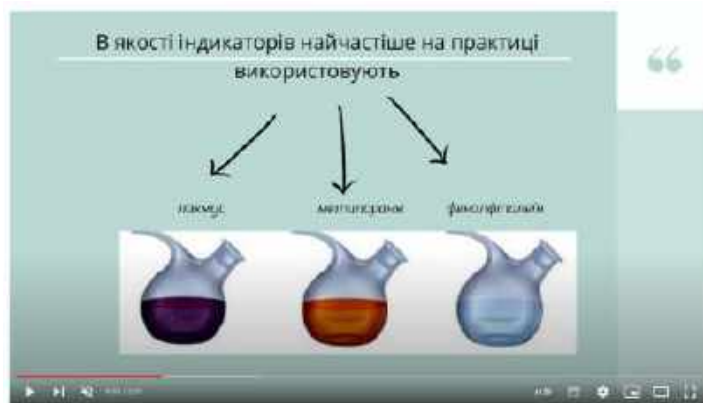 В якості індикаторів найчастіше на практиці
використовують
лакмус метилоранж фенолфталеїн